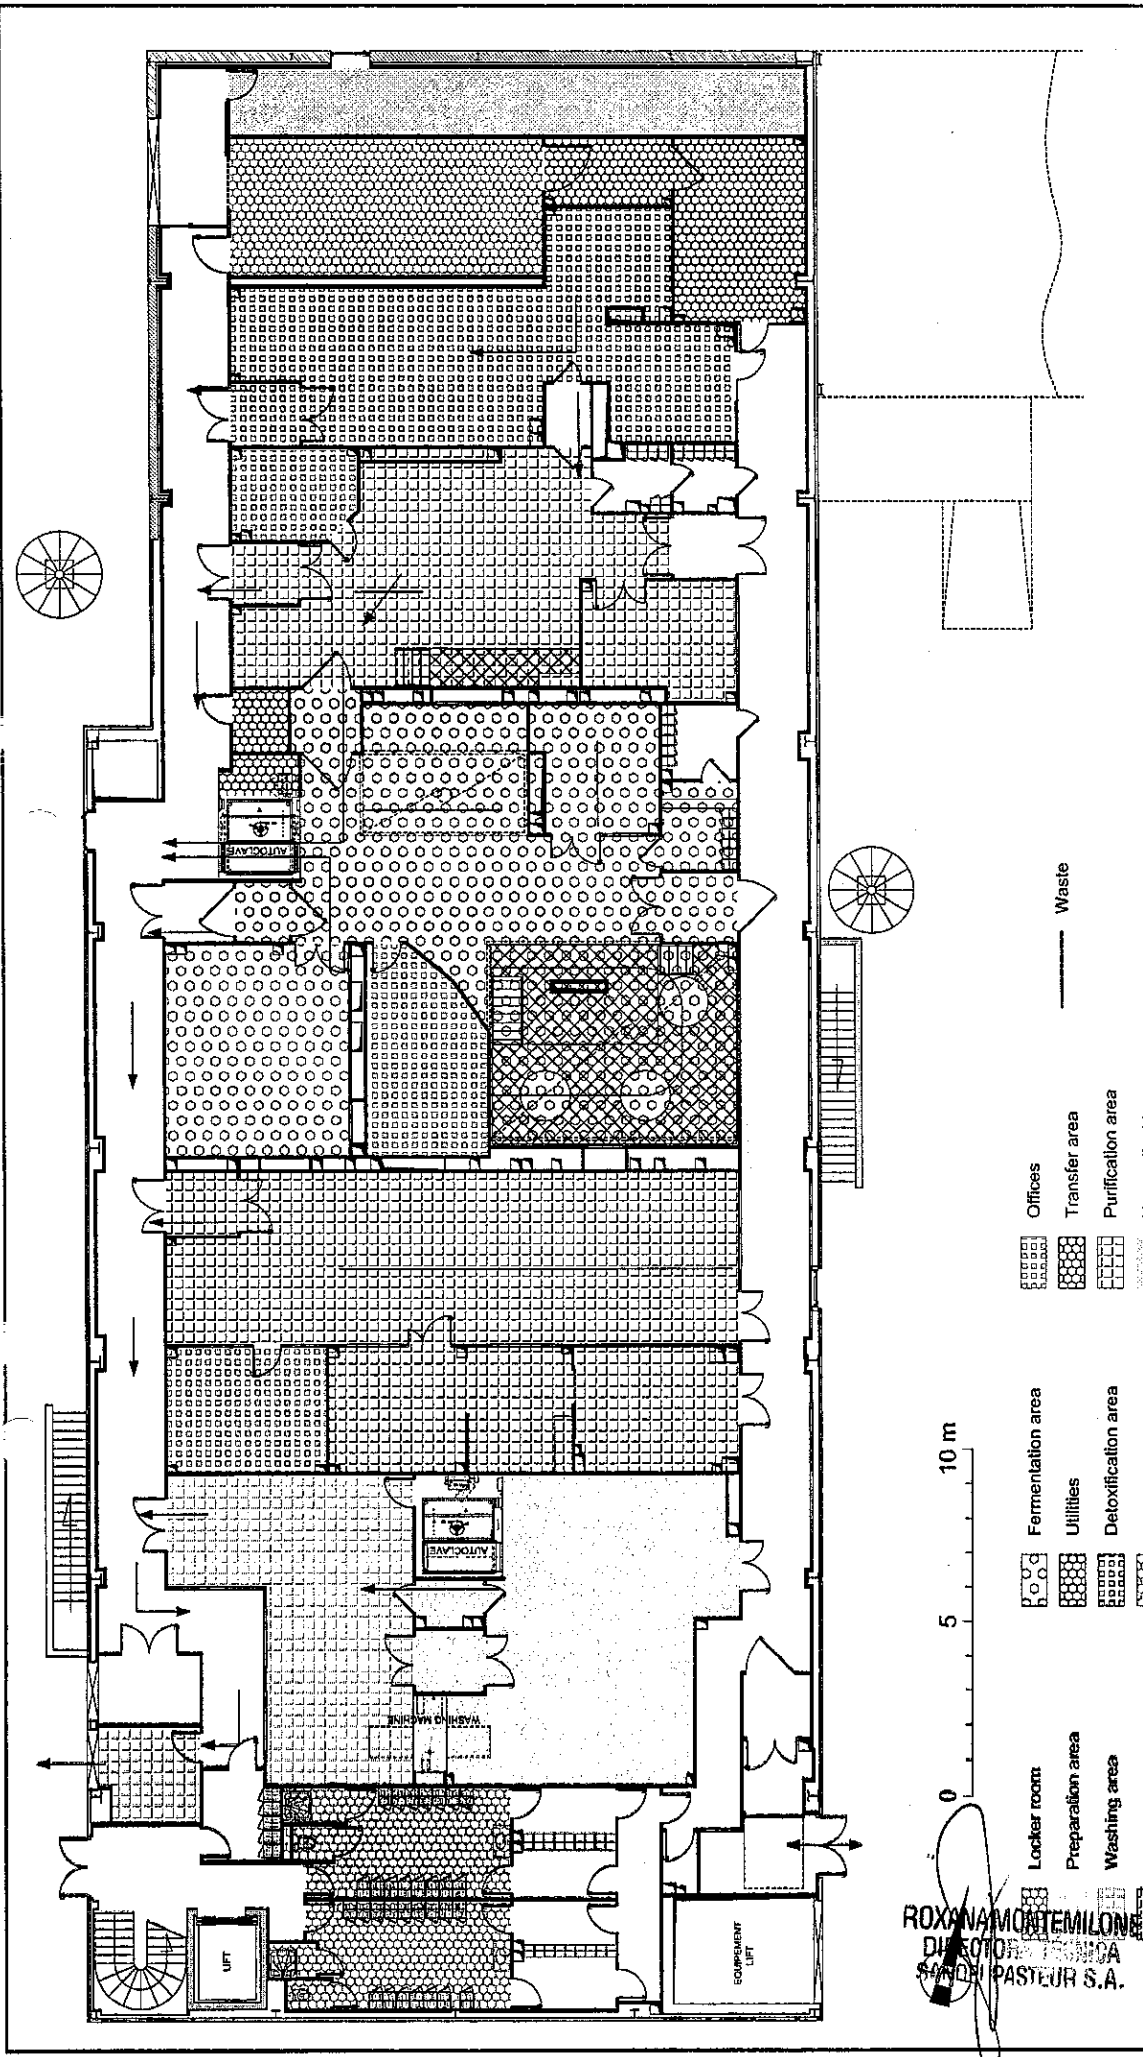 AUTOCLAVE
AUTOCLAVE
WASHING MACHINE
LIFT
EQUIPEMENT LIFT
0 5 10 m
Waste
Locker room
Preparation area
Washing area
Fermentation area
Utilities
Detoxification area
Offices
Transfer area
Purification area
ROXANA MONTEMILONE
PASTEUR S.A.